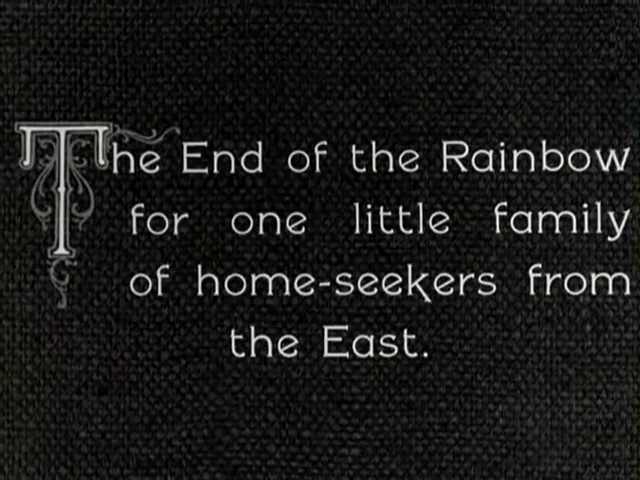 The End of the Rainbow
for one little family
of home-seekers from
the East.